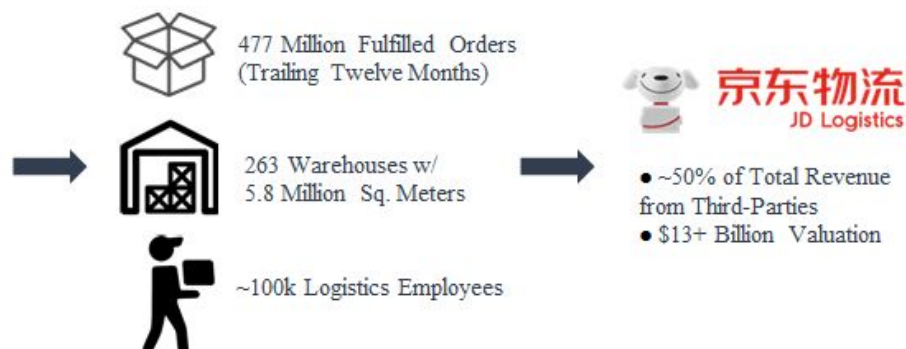 477 Million Fulfilled Orders
(Trailing Twelve Months)
263 Warehouses w/
5.8 Million Sq. Meters
~100k Logistics Employees
京东物流
JD Logistics
● ~50% of Total Revenue
from Third-Parties
● $13+ Billion Valuation